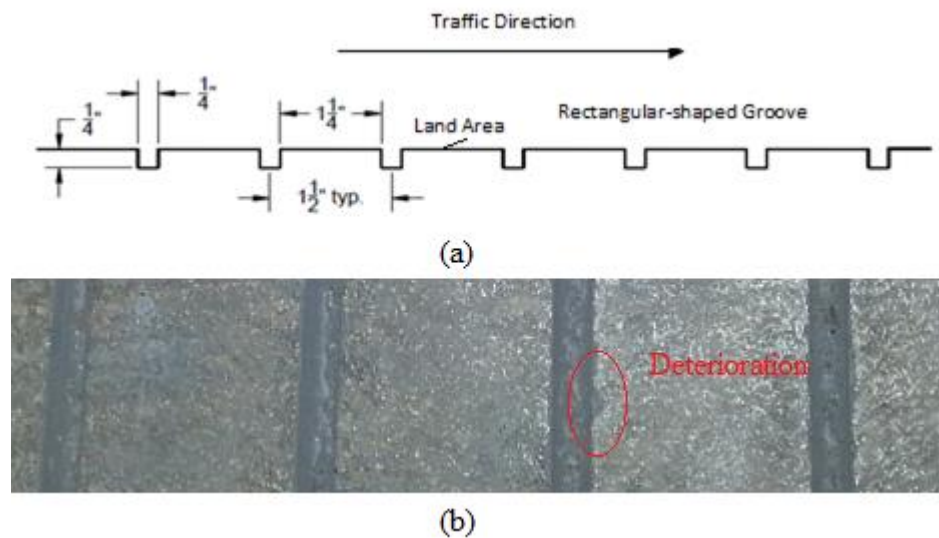 Traffic Direction
1/4"
1/4"
1 1/4"
Land Area
Rectangular-shaped Groove
1 1/2" typ.
(a)
Deterioration
(b)